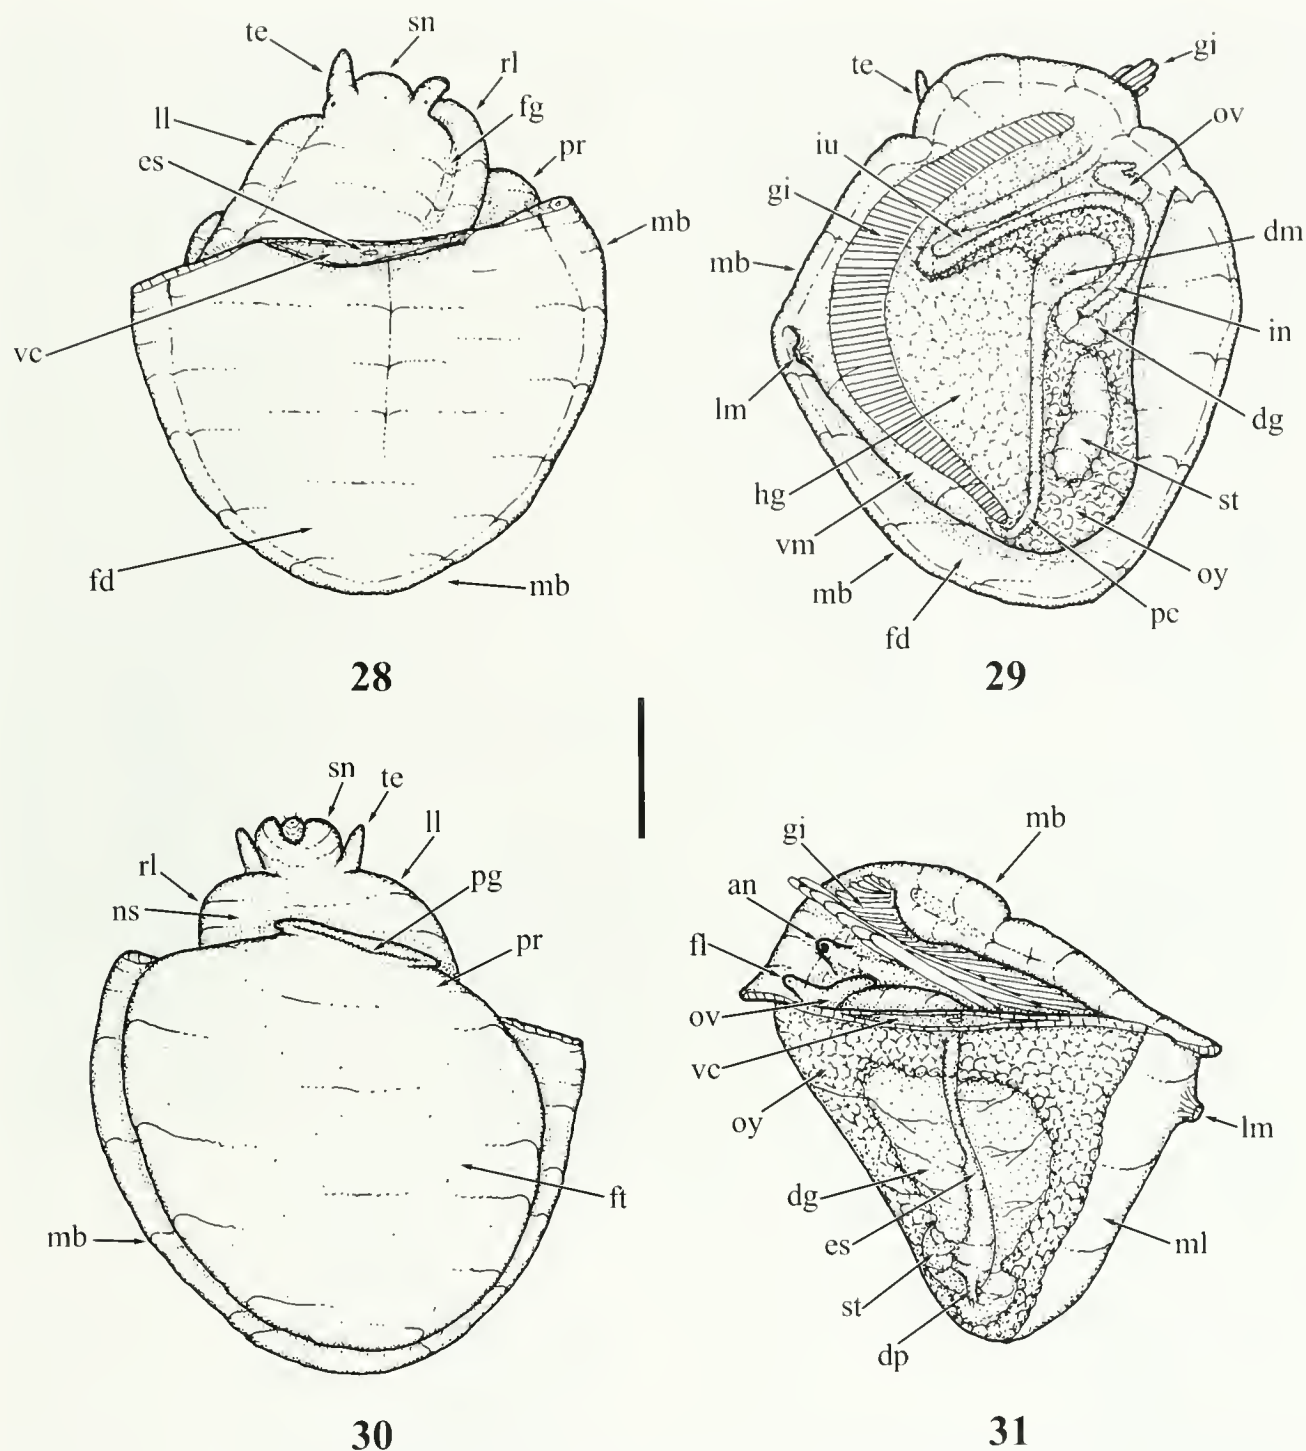 te
sn
rl
ll
fg
es
pr
mb
vc
fd
mb
28
te
gi
ov
iu
gi
mb
dm
in
lm
dg
hg
st
vm
oy
mb
pc
fd
29
sn
te
ll
rl
pg
ns
pr
ft
mb
30
mb
gi
an
fl
ov
vc
oy
lm
dg
es
ml
st
dp
31